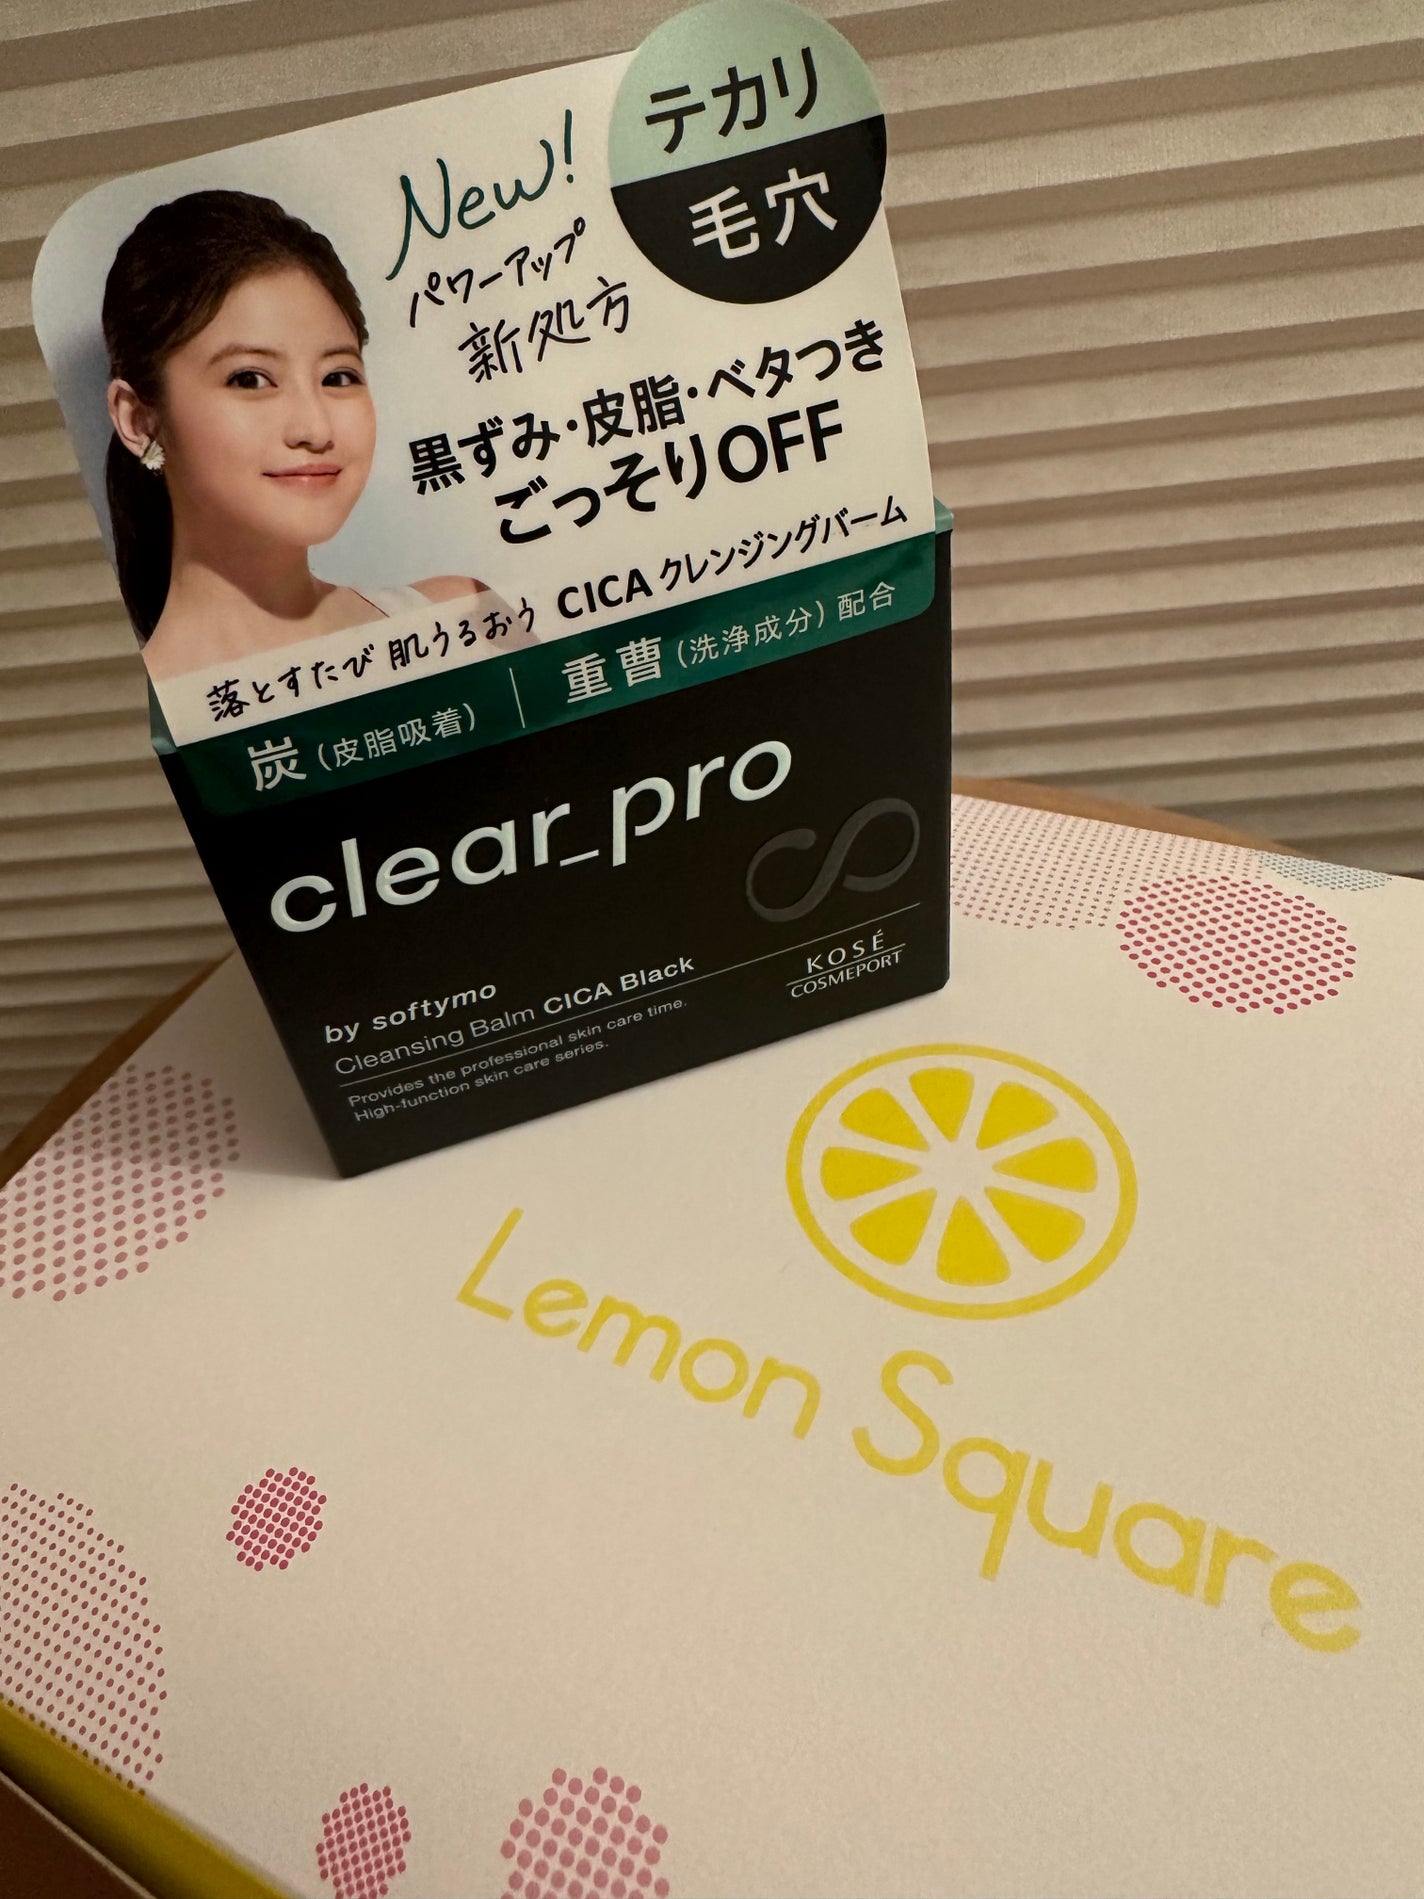 テカリ
毛穴
New!
パワーアップ
新処方
黒ずみ・皮脂・ベタつき
ごっそりOFF
落とすたび 肌うるおう CICA クレンジングバーム
炭(皮脂吸着) | 重曹(洗浄成分)配合
clear_pro
by softymo
Cleansing Balm CICA Black
Provides the professional skin care time.
High-function skin care series.
KOSÉ
COSMEPORT
Lemon Square